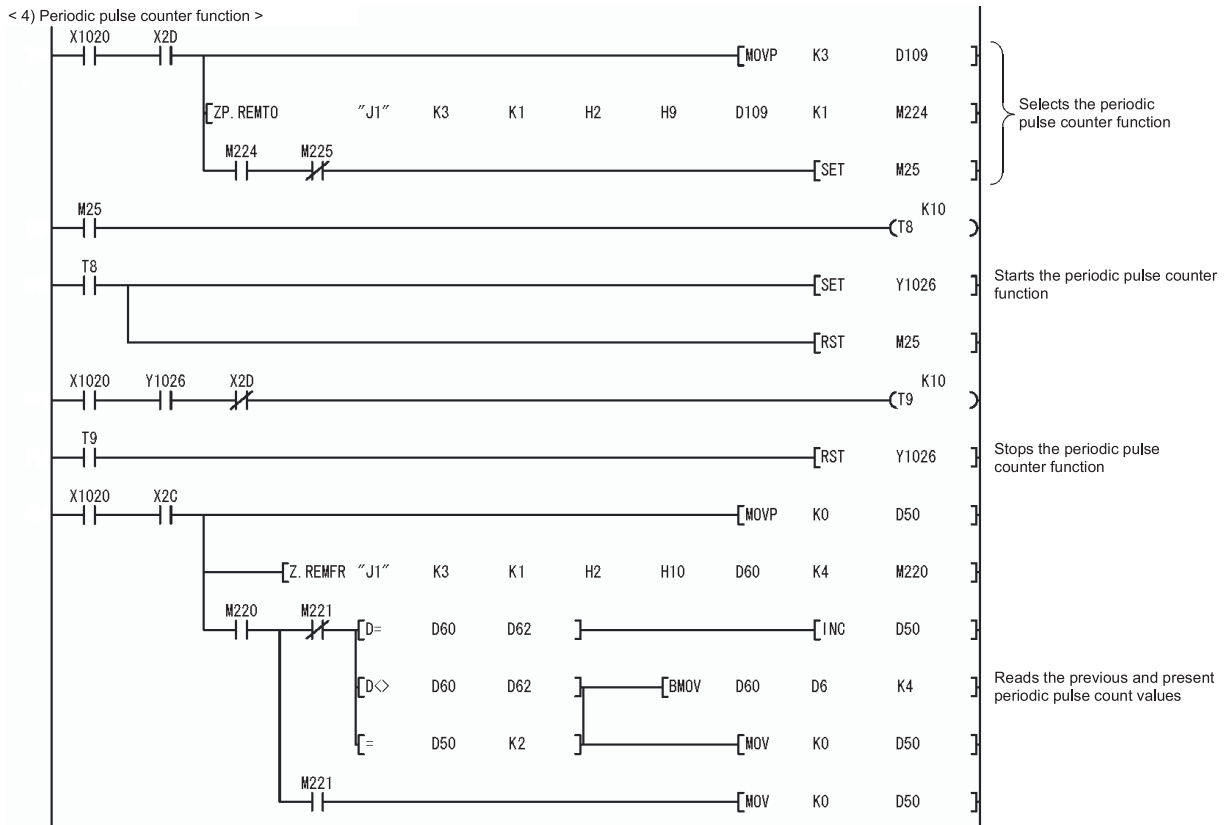 < 4) Periodic pulse counter function >
X1020 X2D
MOVP K3 D109
ZP.REMTO "J1" K3 K1 H2 H9 D109 K1 M224
Selects the periodic
pulse counter function
M224 M225
SET M25
M25 K10
T8
T8
SET Y1026
Starts the periodic pulse counter
function
RST M25
X1020 Y1026 X2D K10
T9
T9
RST Y1026
Stops the periodic pulse
counter function
X1020 X2C
MOVP K0 D50
Z.REMFR "J1" K3 K1 H2 H10 D60 K4 M220
M220 M221
D= D60 D62 INC D50
D<> D60 D62 BMOV D60 D6 K4
Reads the previous and present
periodic pulse count values
= D50 K2 MOV K0 D50
M221
MOV K0 D50